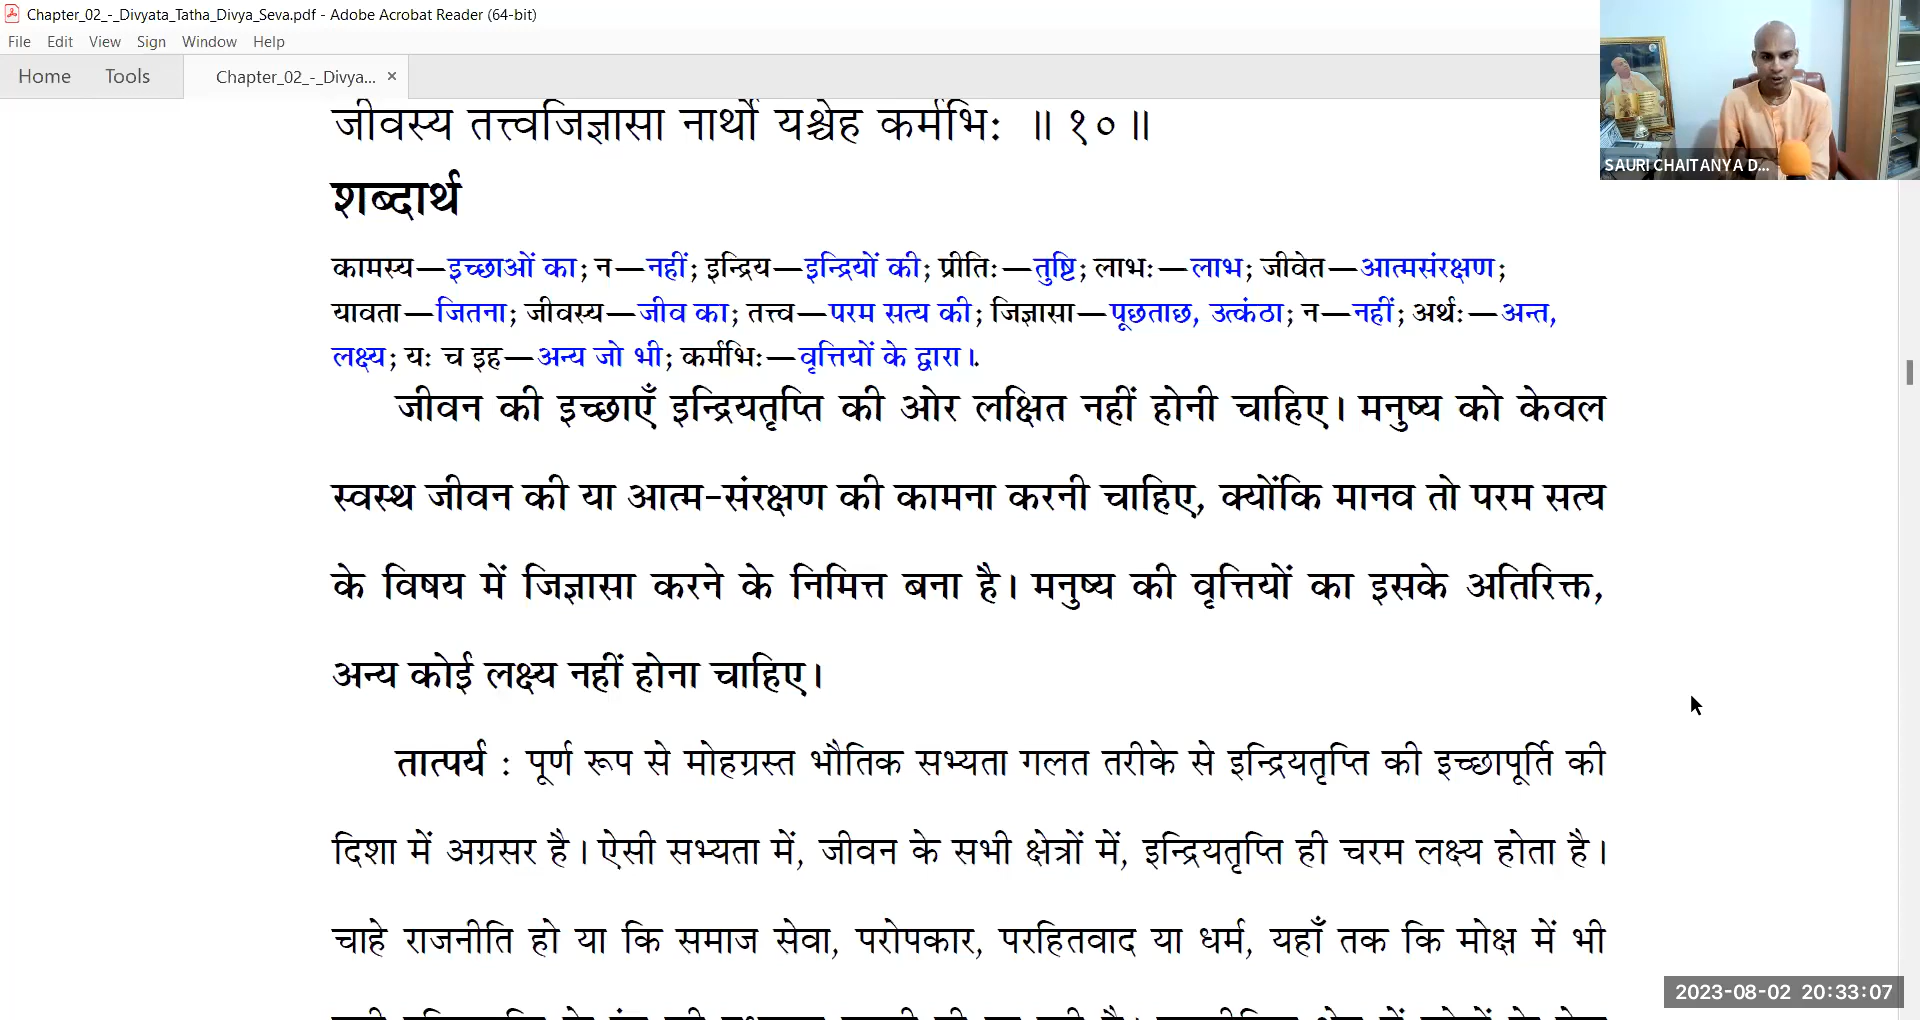 Chapter_02_-_Divyata_Tatha_Divya_Seva.pdf - Adobe Acrobat Reader (64-bit)
File Edit View Sign Window Help
Home Tools Chapter_02_-_Divya... ×
SAURI CHAITANYA D...
जीवस्य तत्त्वजिज्ञासा नार्थो यश्चेह कर्मभिः ॥ १० ॥
शब्दार्थ
कामस्य—इच्छाओं का; न—नहीं; इन्द्रिय—इन्द्रियों की; प्रीतिः—तुष्टि; लाभः—लाभ; जीवेत—आत्मसंरक्षण;
यावता—जितना; जीवस्य—जीव का; तत्त्व—परम सत्य की; जिज्ञासा—पूछताछ, उत्कंठा; न—नहीं; अर्थः—अन्त,
लक्ष्य; यः च इह—अन्य जो भी; कर्मभिः—वृत्तियों के द्वारा।.
जीवन की इच्छाएँ इन्द्रियतृप्ति की ओर लक्षित नहीं होनी चाहिए। मनुष्य को केवल
स्वस्थ जीवन की या आत्म-संरक्षण की कामना करनी चाहिए, क्योंकि मानव तो परम सत्य
के विषय में जिज्ञासा करने के निमित्त बना है। मनुष्य की वृत्तियों का इसके अतिरिक्त,
अन्य कोई लक्ष्य नहीं होना चाहिए।
तात्पर्य : पूर्ण रूप से मोहग्रस्त भौतिक सभ्यता गलत तरीके से इन्द्रियतृप्ति की इच्छापूर्ति की
दिशा में अग्रसर है। ऐसी सभ्यता में, जीवन के सभी क्षेत्रों में, इन्द्रियतृप्ति ही चरम लक्ष्य होता है।
चाहे राजनीति हो या कि समाज सेवा, परोपकार, परहितवाद या धर्म, यहाँ तक कि मोक्ष में भी
2023-08-02 20:33:07